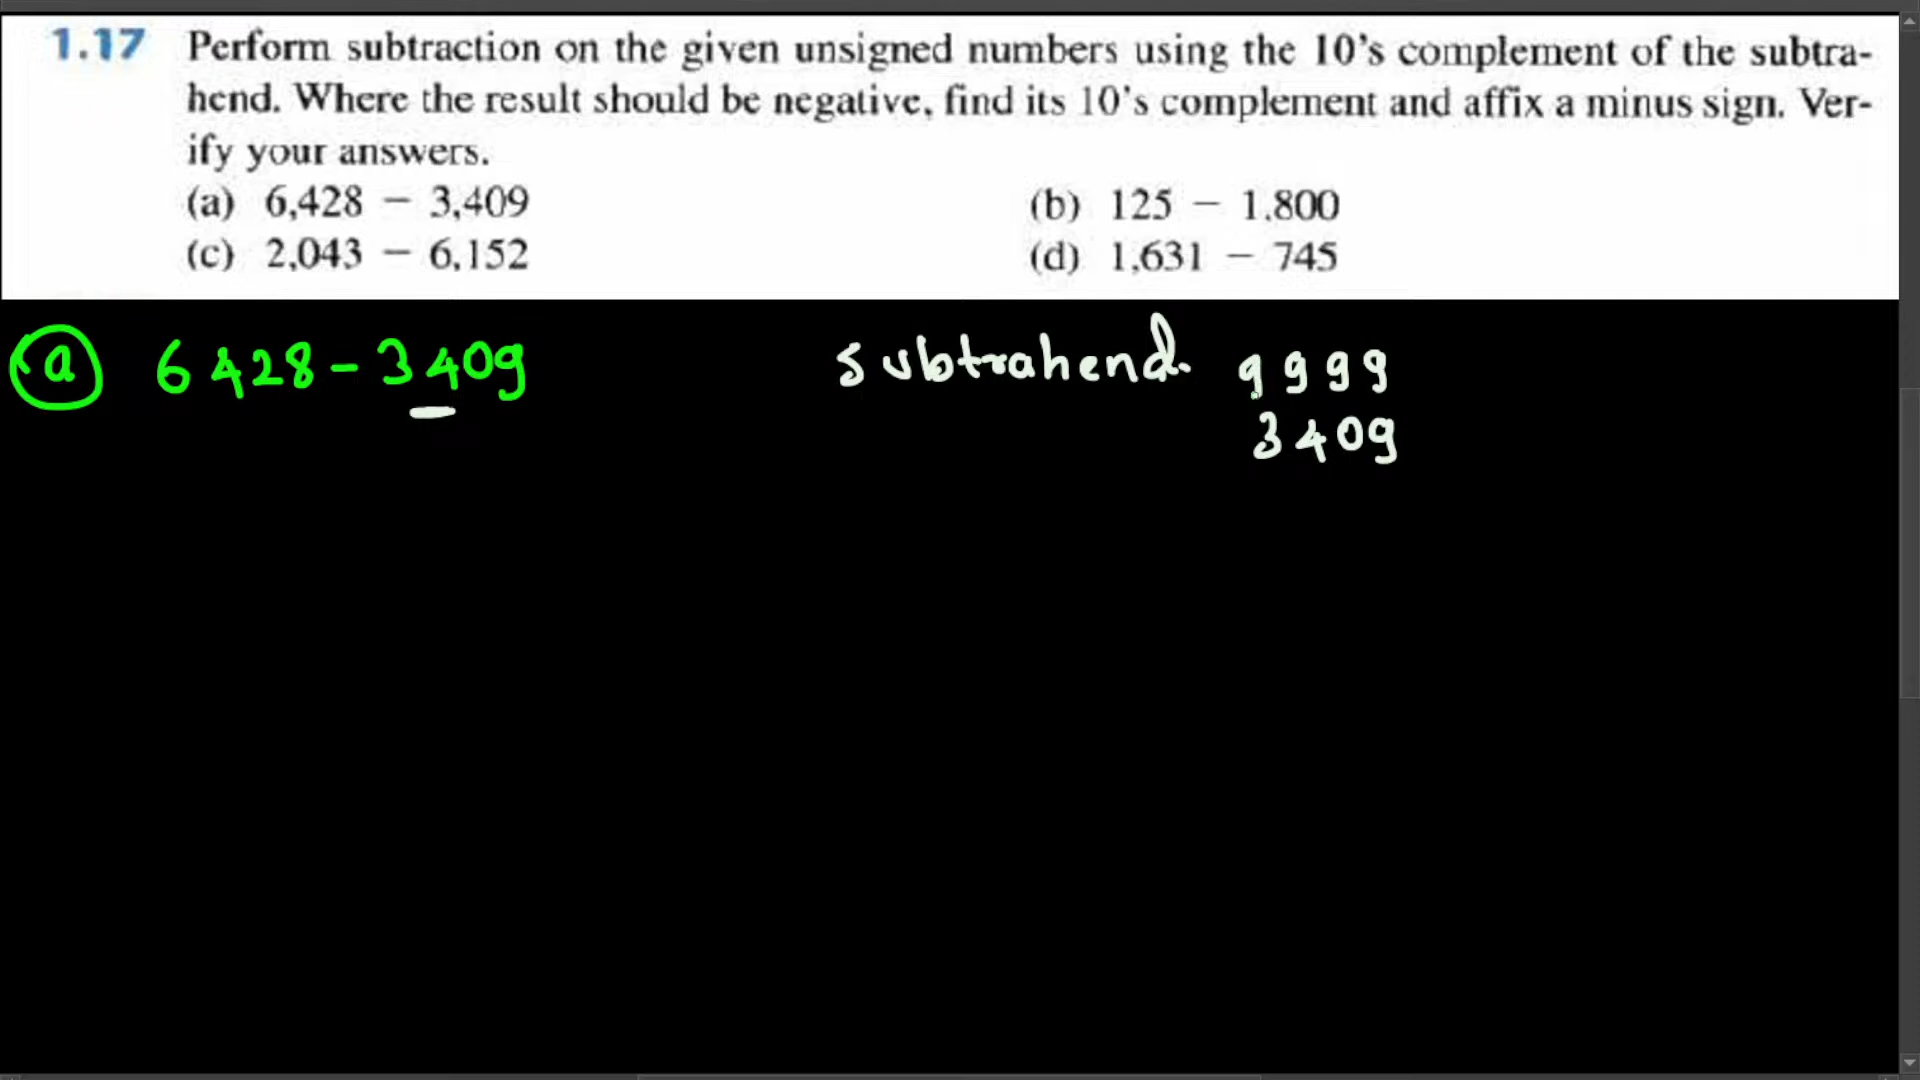 1.17 Perform subtraction on the given unsigned numbers using the 10's complement of the subtra-
hend. Where the result should be negative, find its 10's complement and affix a minus sign. Ver-
ify your answers.
(a) 6,428 − 3,409 (b) 125 − 1.800
(c) 2,043 − 6,152 (d) 1,631 − 745
(a) 6428-3409 subtrahend. 9999
3409